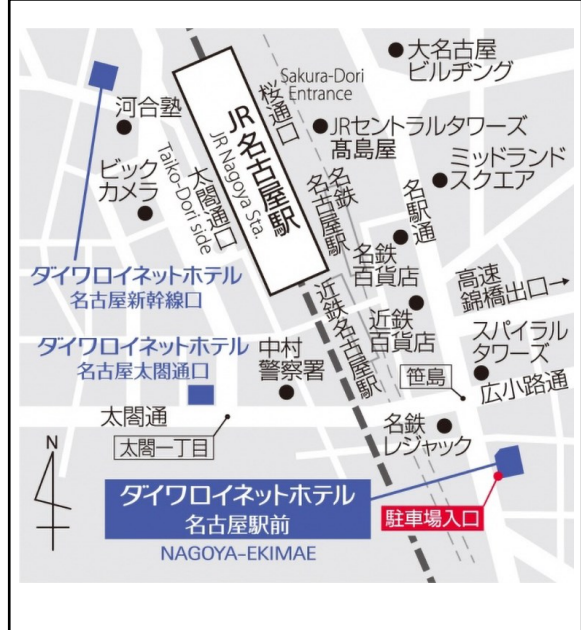 大名古屋
ビルヂング
Sakura-Dori
Entrance
桜通口
河合塾
JRセントラルタワーズ
髙島屋
JR名古屋駅
JR Nagoya Sta.
ミッドランド
スクエア
ビック
カメラ
Taiko-Dori side
太閤通口
名鉄
名古屋駅
名駅通
名鉄
百貨店
ダイワロイネットホテル
名古屋新幹線口
高速
錦橋出口→
近鉄名古屋駅
近鉄
百貨店
スパイラル
タワーズ
ダイワロイネットホテル
名古屋太閤通口
中村
警察署
笹島
広小路通
太閤通
名鉄
レジャック
太閤一丁目
N
ダイワロイネットホテル
名古屋駅前
NAGOYA-EKIMAE
駐車場入口